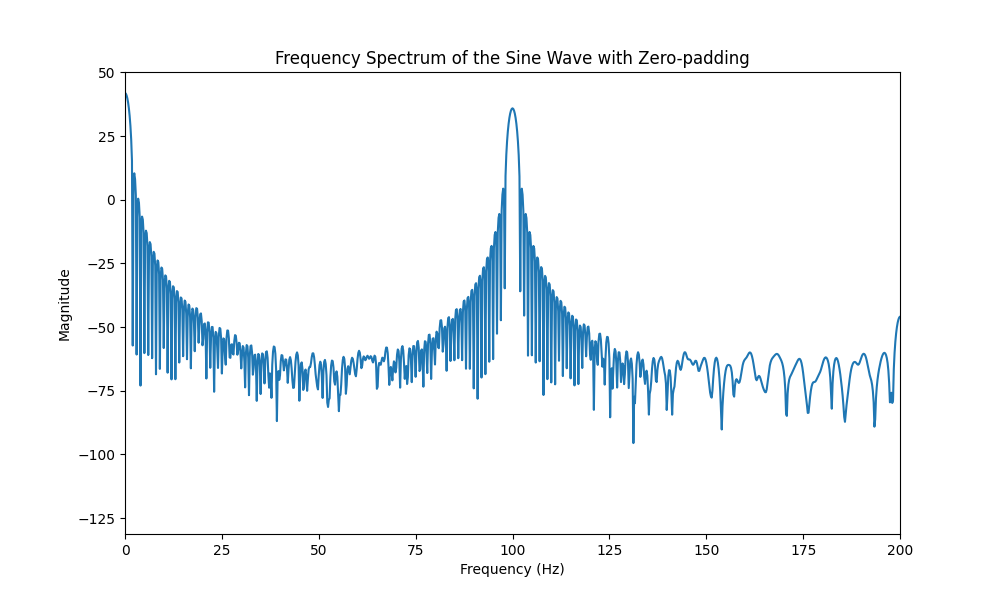 Frequency Spectrum of the Sine Wave with Zero-padding
50
25
0
−25
−50
−75
−100
−125
Magnitude
0 25 50 75 100 125 150 175 200
Frequency (Hz)